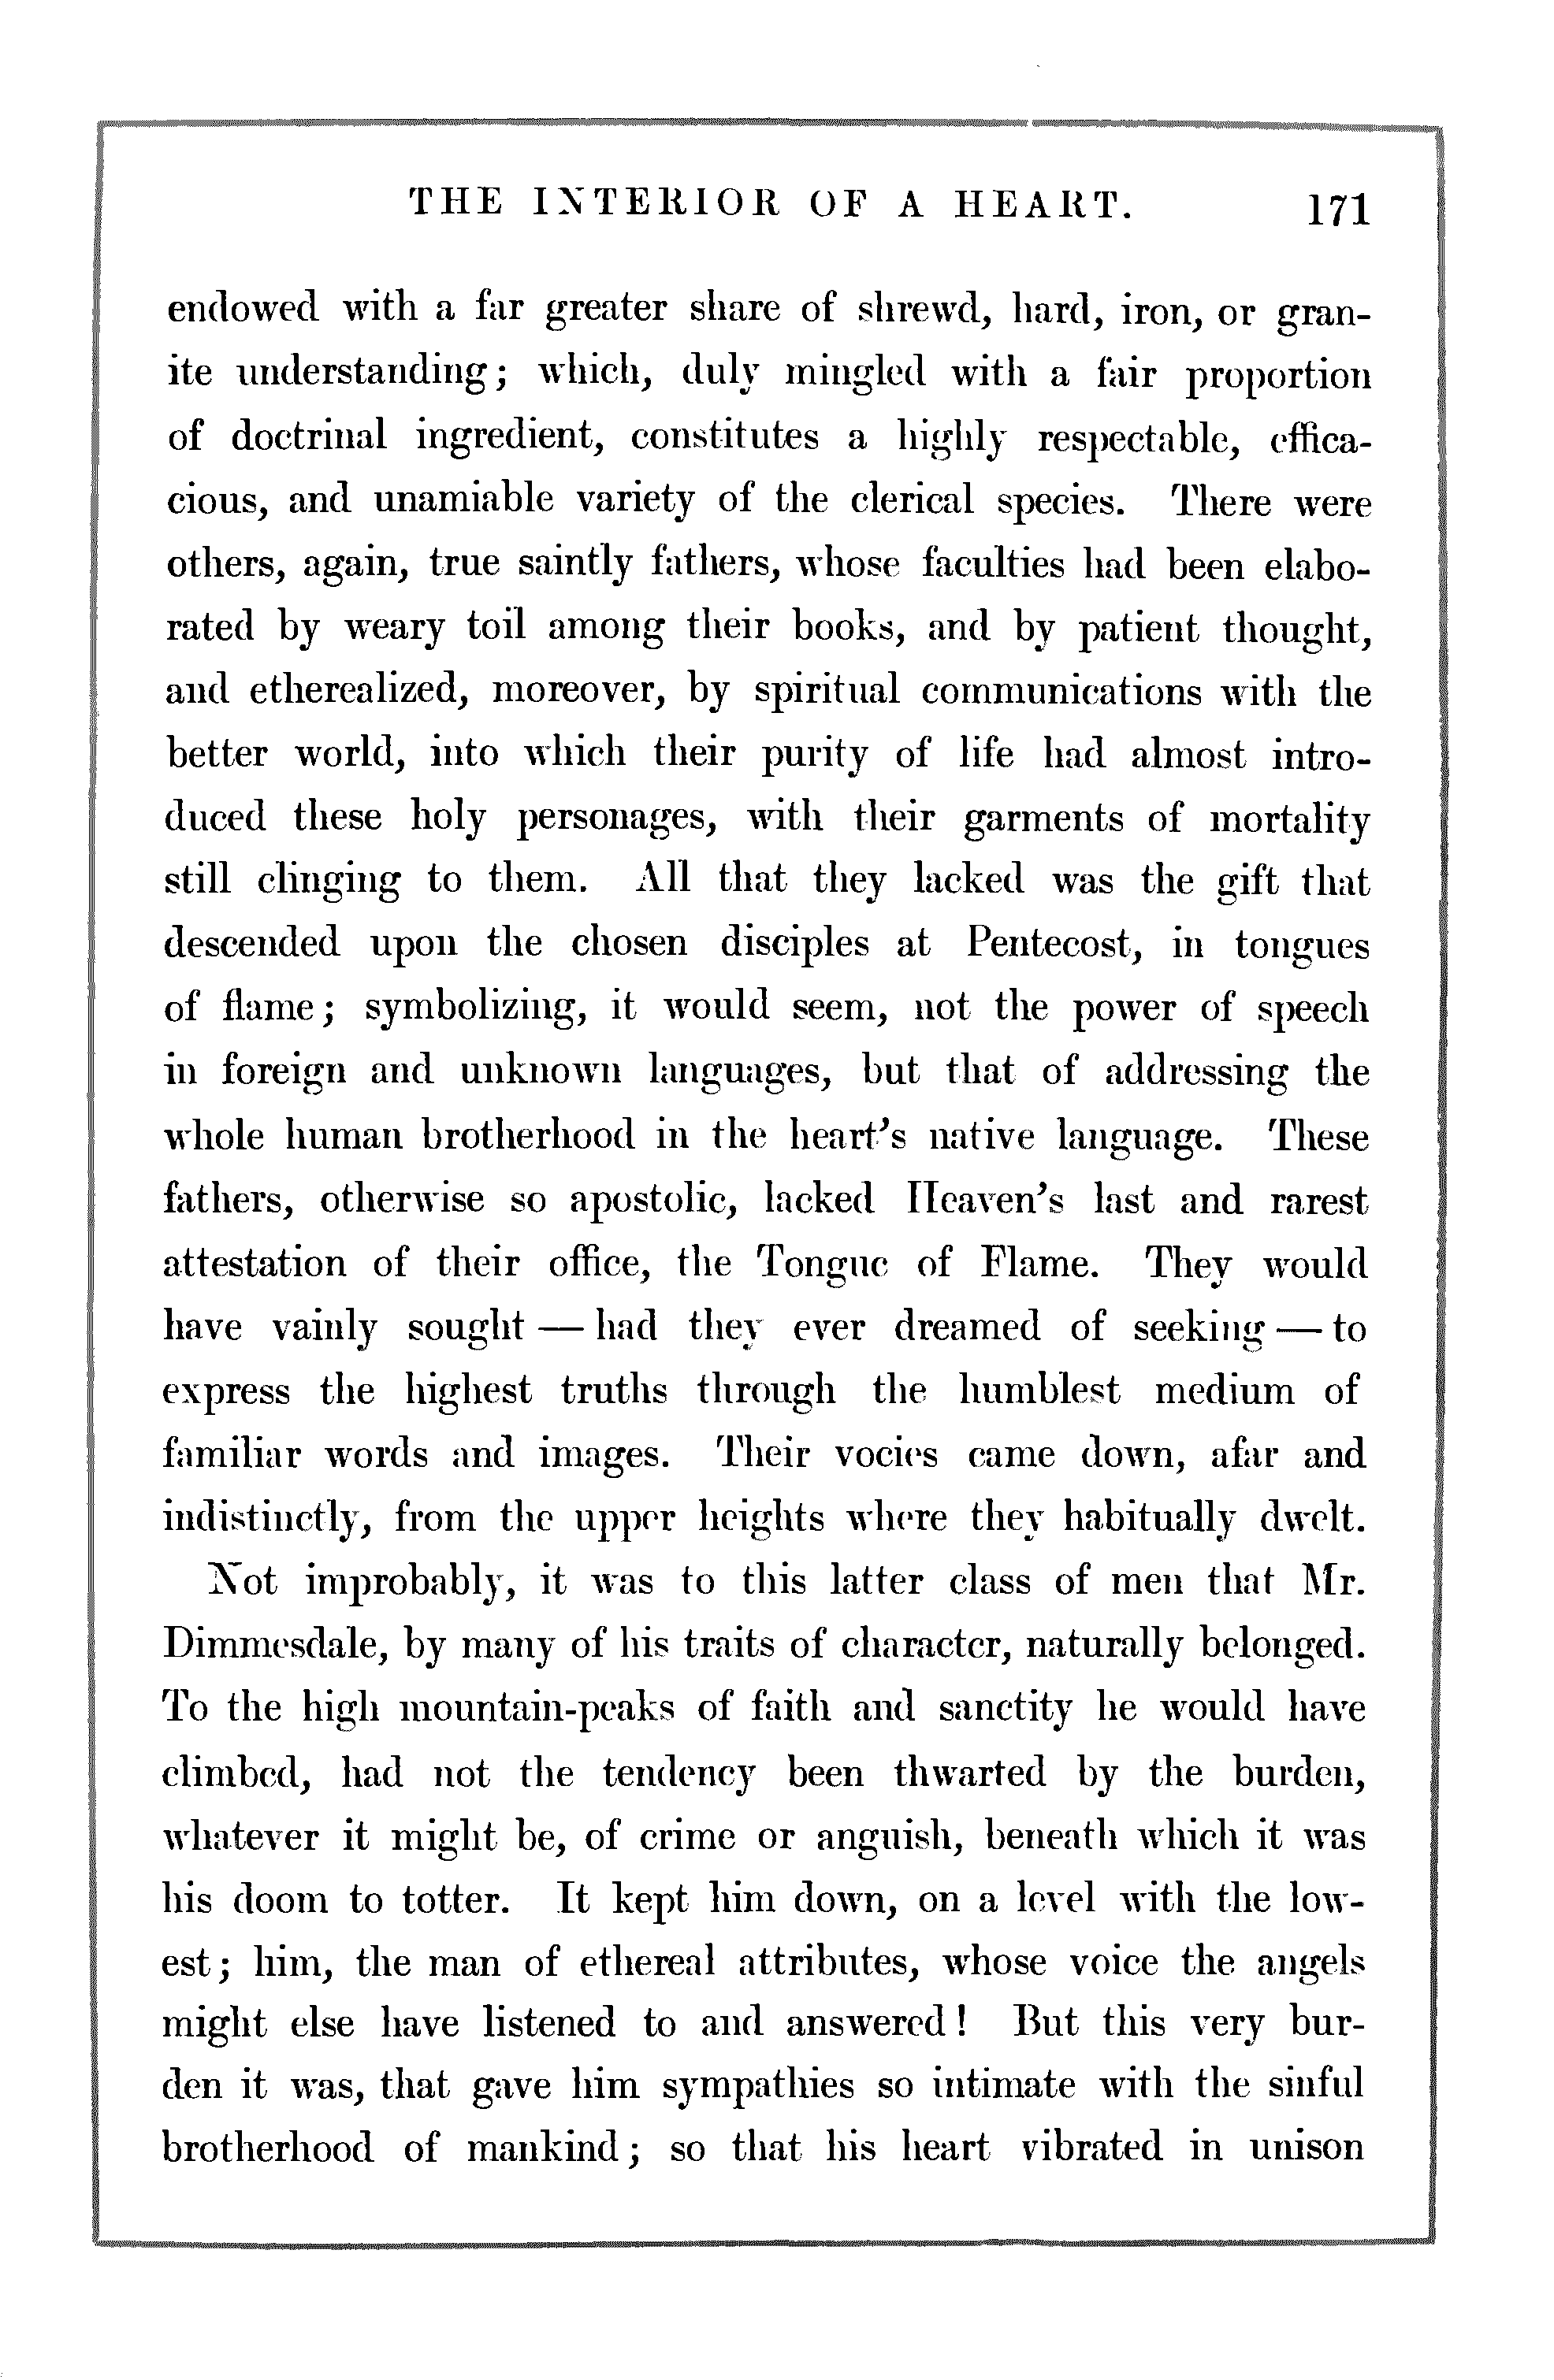 THE INTERIOR OF A HEART. 171
endowed with a far greater share of shrewd, hard, iron, or gran-
ite understanding; which, duly mingled with a fair proportion
of doctrinal ingredient, constitutes a highly respectable, effica-
cious, and unamiable variety of the clerical species. There were
others, again, true saintly fathers, whose faculties had been elabo-
rated by weary toil among their books, and by patient thought,
and etherealized, moreover, by spiritual communications with the
better world, into which their purity of life had almost intro-
duced these holy personages, with their garments of mortality
still clinging to them. All that they lacked was the gift that
descended upon the chosen disciples at Pentecost, in tongues
of flame; symbolizing, it would seem, not the power of speech
in foreign and unknown languages, but that of addressing the
whole human brotherhood in the heart's native language. These
fathers, otherwise so apostolic, lacked Heaven's last and rarest
attestation of their office, the Tongue of Flame. They would
have vainly sought — had they ever dreamed of seeking — to
express the highest truths through the humblest medium of
familiar words and images. Their vocies came down, afar and
indistinctly, from the upper heights where they habitually dwelt.
Not improbably, it was to this latter class of men that Mr.
Dimmesdale, by many of his traits of character, naturally belonged.
To the high mountain-peaks of faith and sanctity he would have
climbed, had not the tendency been thwarted by the burden,
whatever it might be, of crime or anguish, beneath which it was
his doom to totter. It kept him down, on a level with the low-
est; him, the man of ethereal attributes, whose voice the angels
might else have listened to and answered! But this very bur-
den it was, that gave him sympathies so intimate with the sinful
brotherhood of mankind; so that his heart vibrated in unison